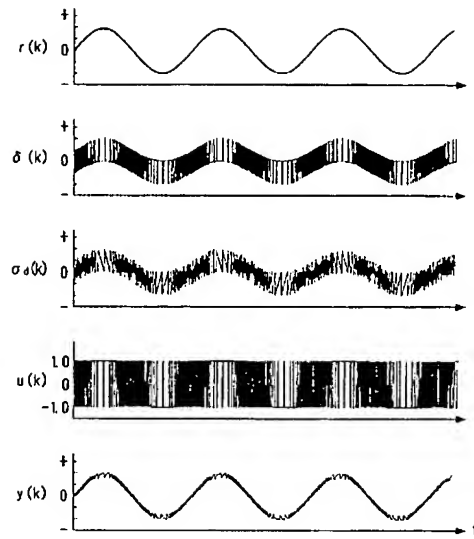 +
r(k) 0
-
+
δ(k) 0
-
+
σd(k) 0
-
1.0
u(k) 0
-1.0
+
y(k) 0
-